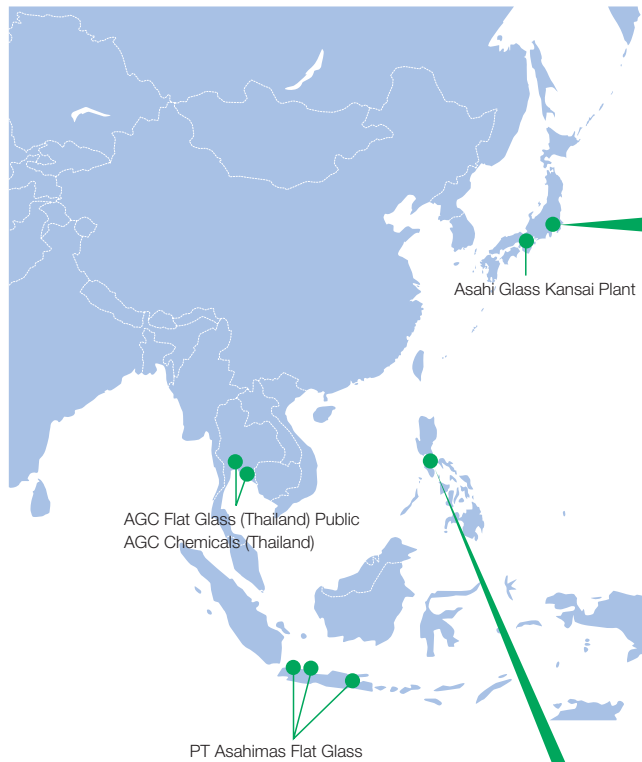 Asahi Glass Kansai Plant
AGC Flat Glass (Thailand) Public
AGC Chemicals (Thailand)
PT Asahimas Flat Glass